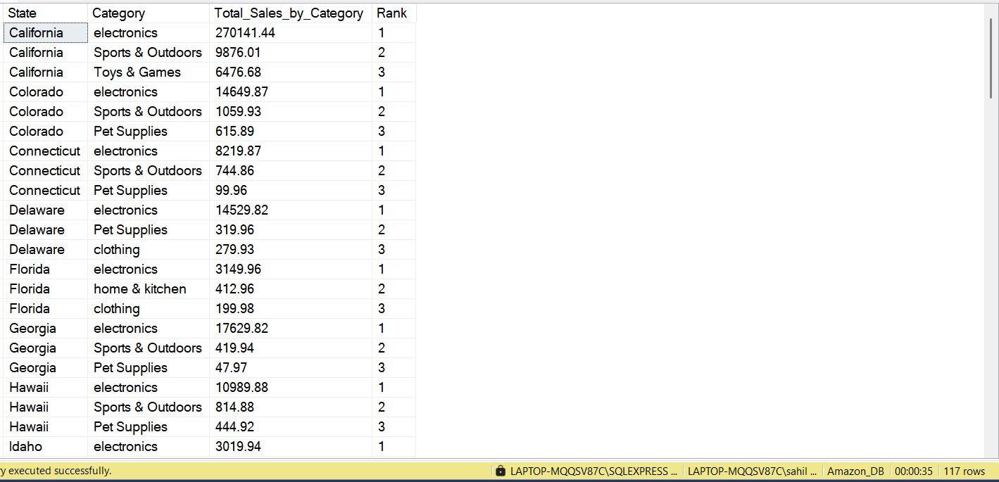 State Category Total_Sales_by_Category Rank
California electronics 270141.44 1
California Sports & Outdoors 9876.01 2
California Toys & Games 6476.68 3
Colorado electronics 14649.87 1
Colorado Sports & Outdoors 1059.93 2
Colorado Pet Supplies 615.89 3
Connecticut electronics 8219.87 1
Connecticut Sports & Outdoors 744.86 2
Connecticut Pet Supplies 99.96 3
Delaware electronics 14529.82 1
Delaware Pet Supplies 319.96 2
Delaware clothing 279.93 3
Florida electronics 3149.96 1
Florida home & kitchen 412.96 2
Florida clothing 199.98 3
Georgia electronics 17629.82 1
Georgia Sports & Outdoors 419.94 2
Georgia Pet Supplies 47.97 3
Hawaii electronics 10989.88 1
Hawaii Sports & Outdoors 814.88 2
Hawaii Pet Supplies 444.92 3
Idaho electronics 3019.94 1
y executed successfully. LAPTOP-MQQSV87C\SQLEXPRESS ... LAPTOP-MQQSV87C\sahil ... Amazon_DB 00:00:35 117 rows